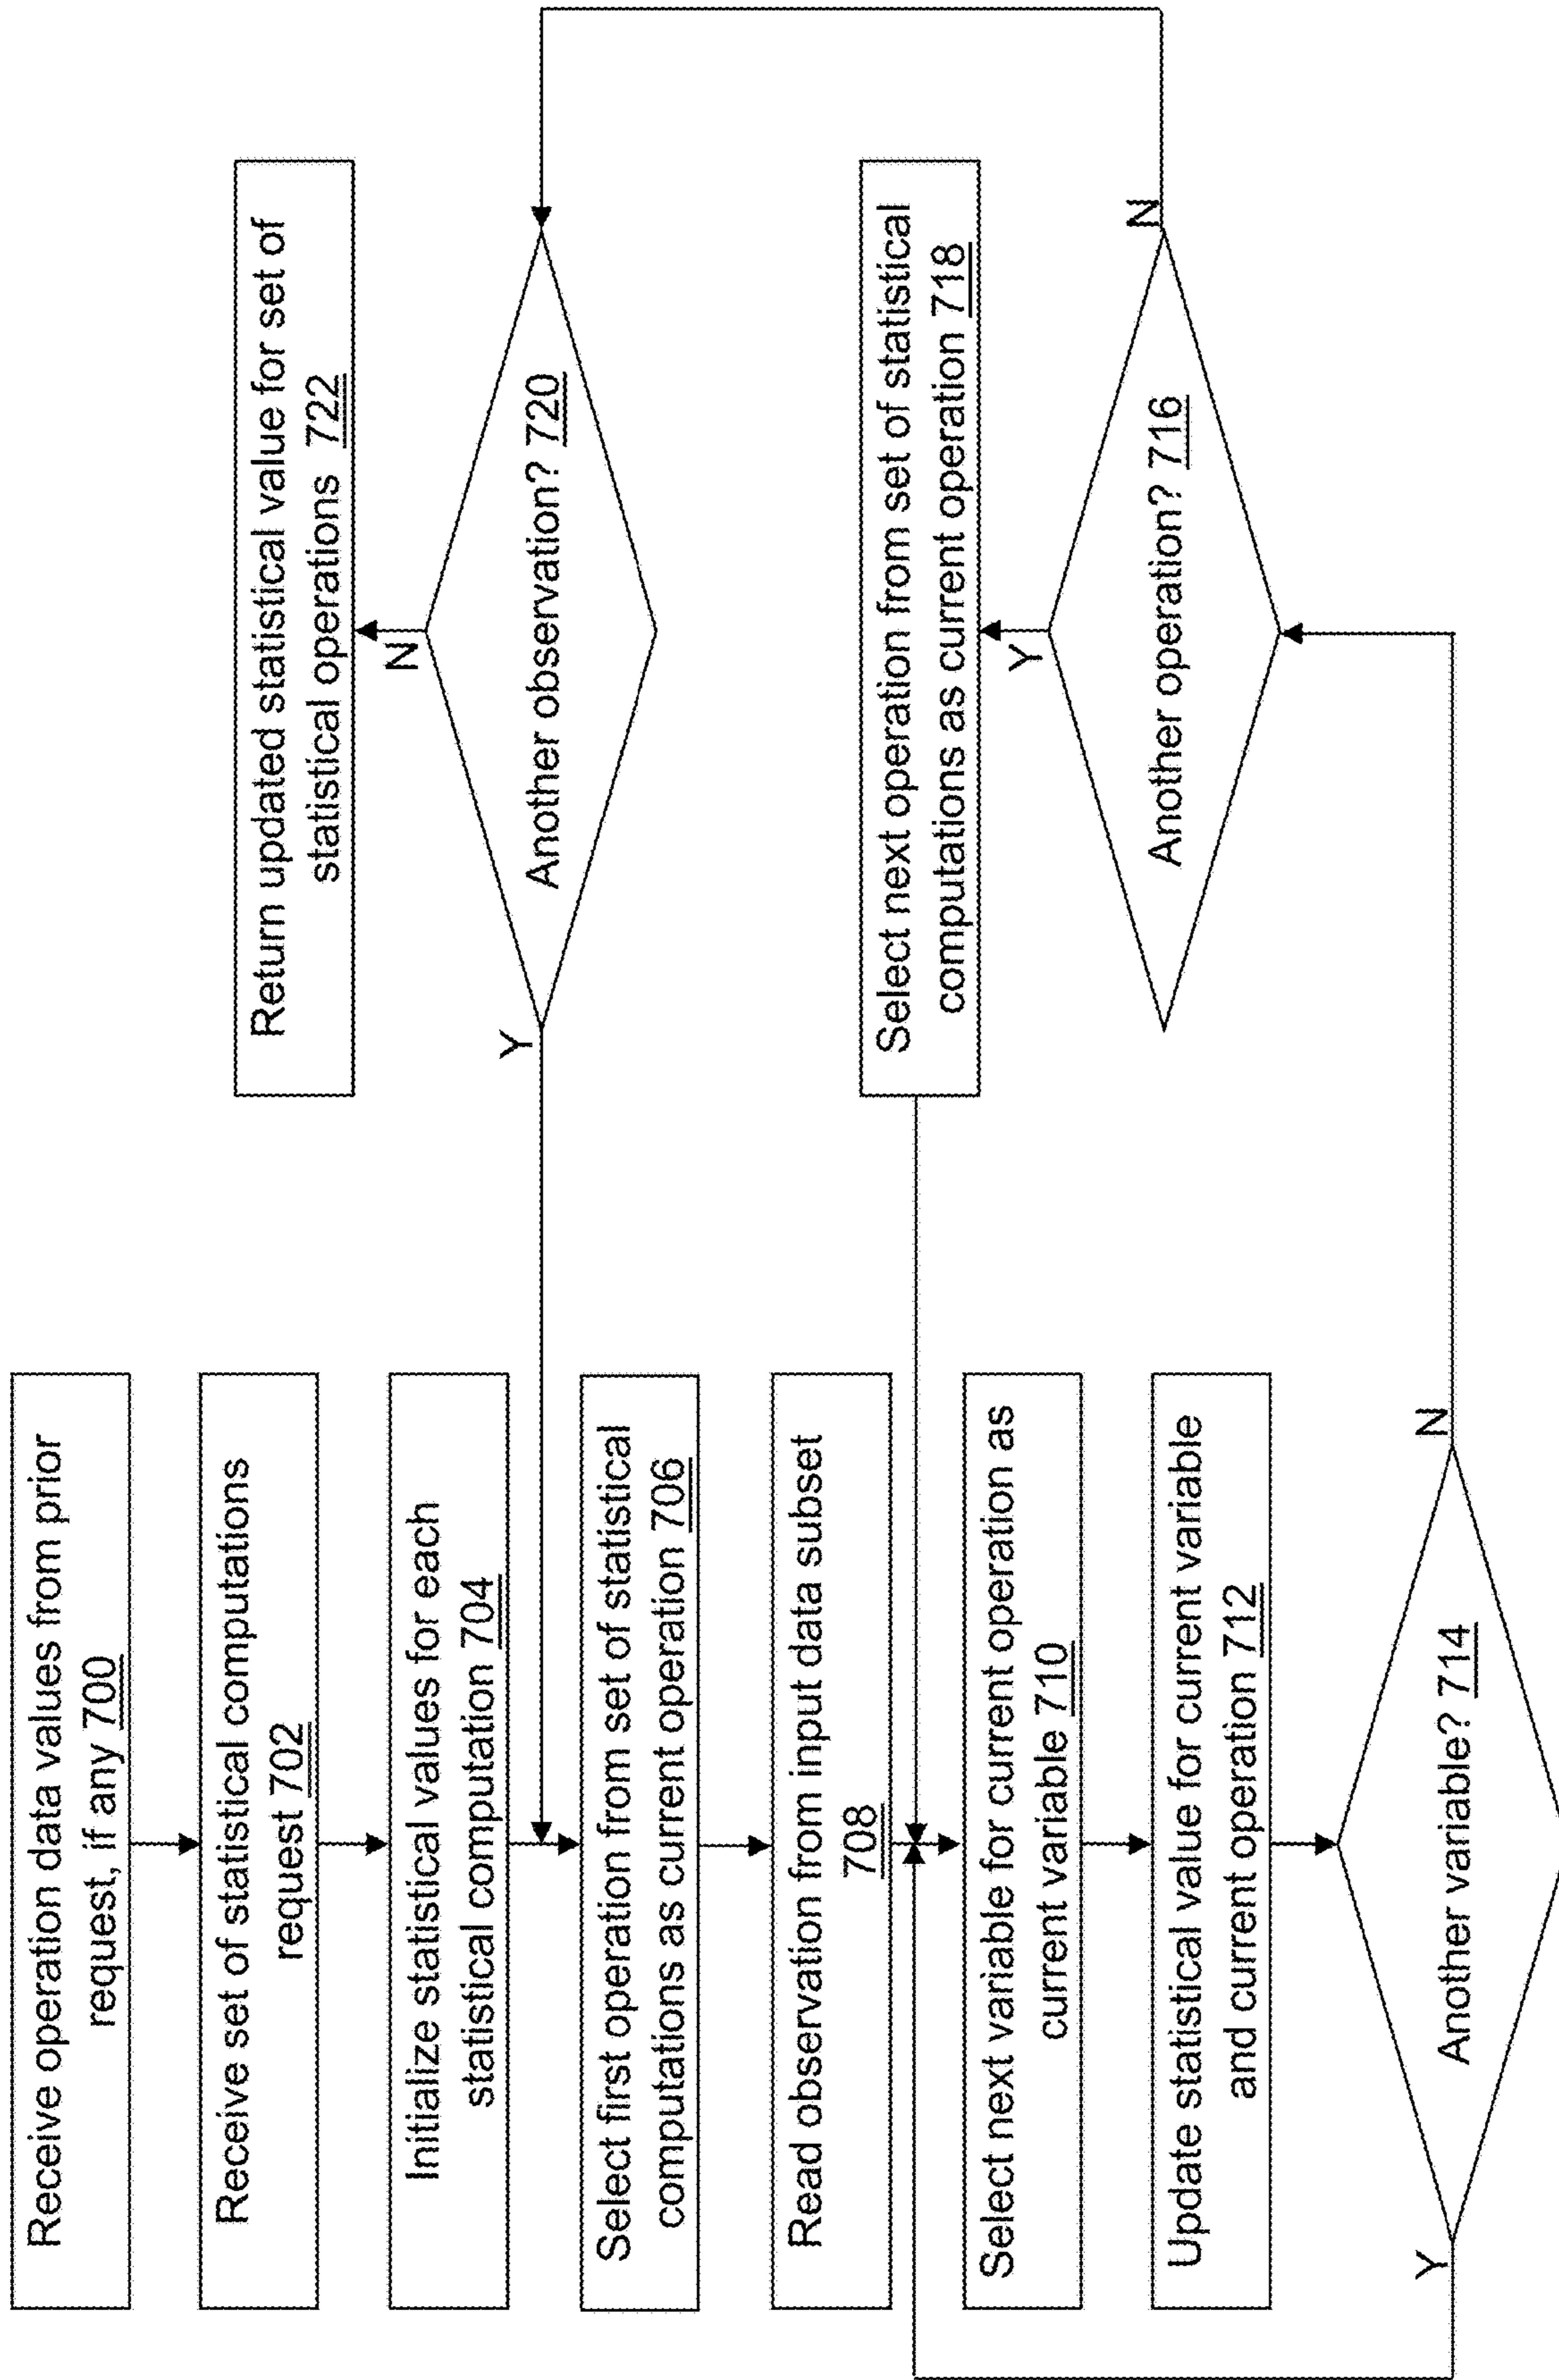 Receive operation data values from prior
request, if any 700
Receive set of statistical computations
request 702
Initialize statistical values for each
statistical computation 704
Select first operation from set of statistical
computations as current operation 706
Read observation from input data subset
708
Select next variable for current operation as
current variable 710
Update statistical value for current variable
and current operation 712
Another variable? 714
Y
N
Another operation? 716
Y
N
Select next operation from set of statistical
computations as current operation 718
Another observation? 720
Y
N
Return updated statistical value for set of
statistical operations 722